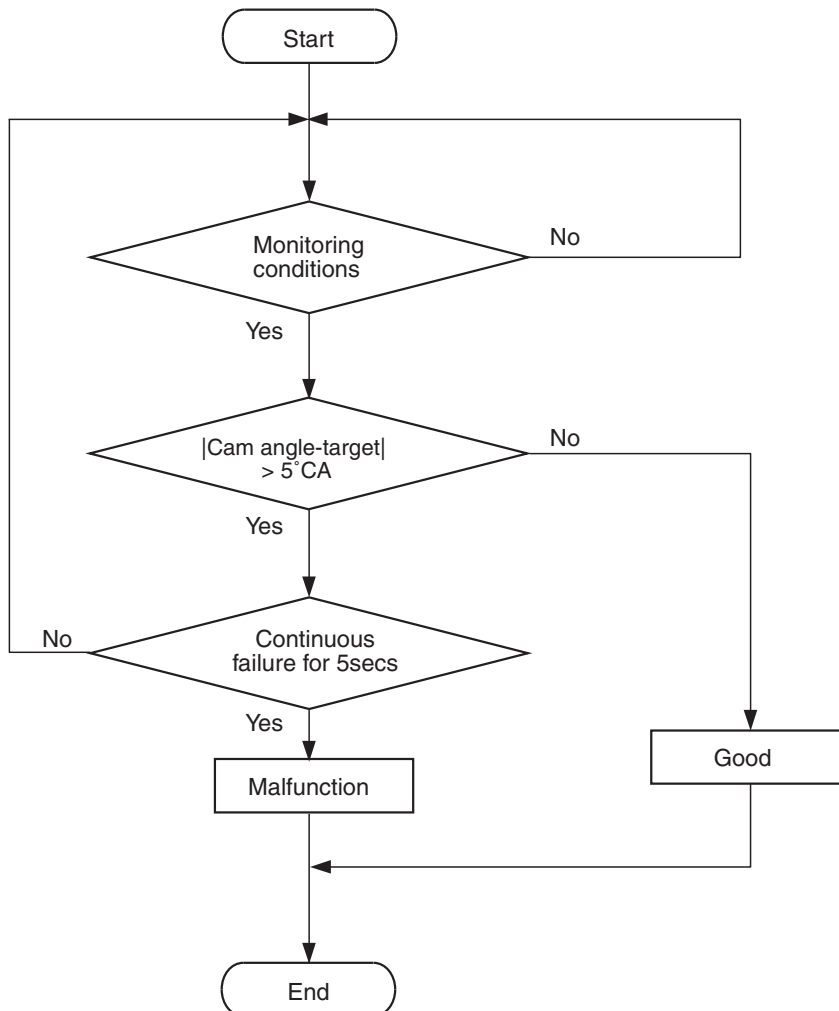 Start
Monitoring
conditions
No
Yes
|Cam angle-target|
> 5˚CA
No
Yes
Continuous
failure for 5secs
No
Yes
Malfunction
Good
End